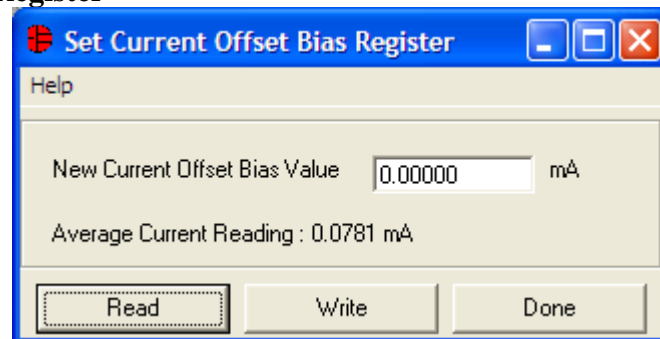 Register
Set Current Offset Bias Register
Help
New Current Offset Bias Value 0.00000 mA
Average Current Reading : 0.0781 mA
Read Write Done